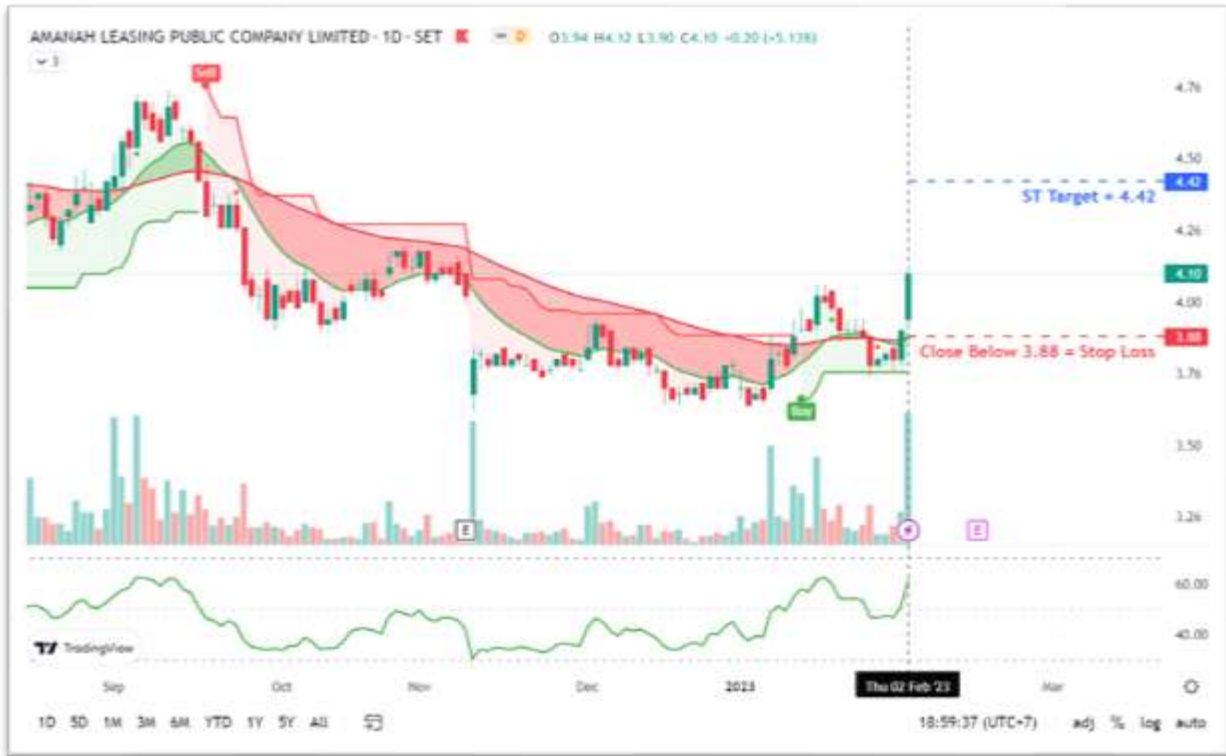 AMANAH LEASING PUBLIC COMPANY LIMITED · 1D · SET D O3.94 H4.12 L3.90 C4.10 +0.20 (+5.13%)
3
Sell
4.76
4.50
4.42
ST Target = 4.42
4.26
4.10
4.00
3.88
Close Below 3.88 = Stop Loss
3.76
Buy
3.50
3.26
E
E
60.00
40.00
TradingView
Sep Oct Nov Dec 2023 Thu 02 Feb '23 Mar
1D 5D 1M 3M 6M YTD 1Y 5Y All 18:59:37 (UTC+7) adj % log auto